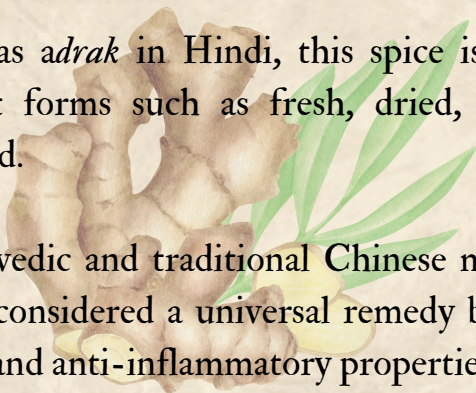 as adrak in Hindi, this spice is
forms such as fresh, dried,
d.
vedic and traditional Chinese
considered a universal remedy
and anti-inflammatory propertie